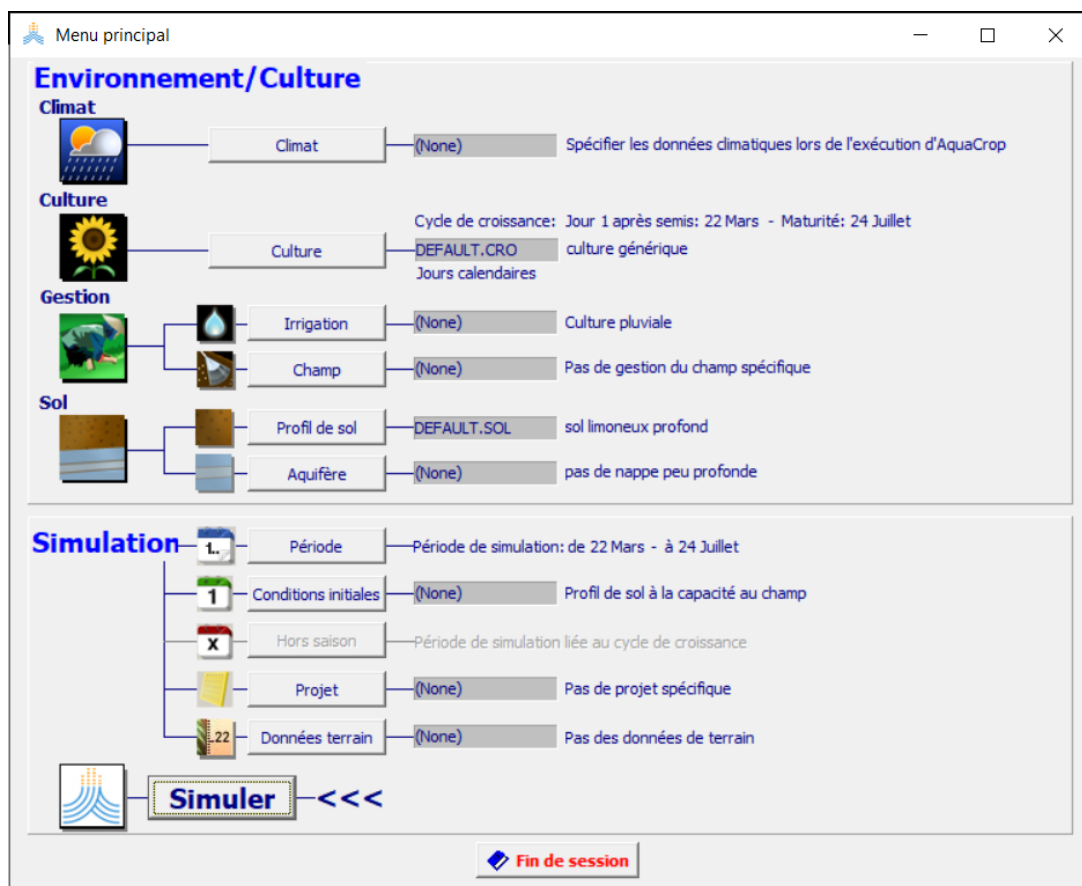 Menu principal
Environnement/Culture
Climat
Climat (None) Spécifier les données climatiques lors de l'exécution d'AquaCrop
Culture
Cycle de croissance: Jour 1 après semis: 22 Mars - Maturité: 24 Juillet
Culture DEFAULT.CRO culture générique
Jours calendaires
Gestion
Irrigation (None) Culture pluviale
Champ (None) Pas de gestion du champ spécifique
Sol
Profil de sol DEFAULT.SOL sol limoneux profond
Aquifère (None) pas de nappe peu profonde
Simulation 1.. Période Période de simulation: de 22 Mars - à 24 Juillet
1 Conditions initiales (None) Profil de sol à la capacité au champ
x Hors saison Période de simulation liée au cycle de croissance
Projet (None) Pas de projet spécifique
..22 Données terrain (None) Pas des données de terrain
Simuler <<<
Fin de session